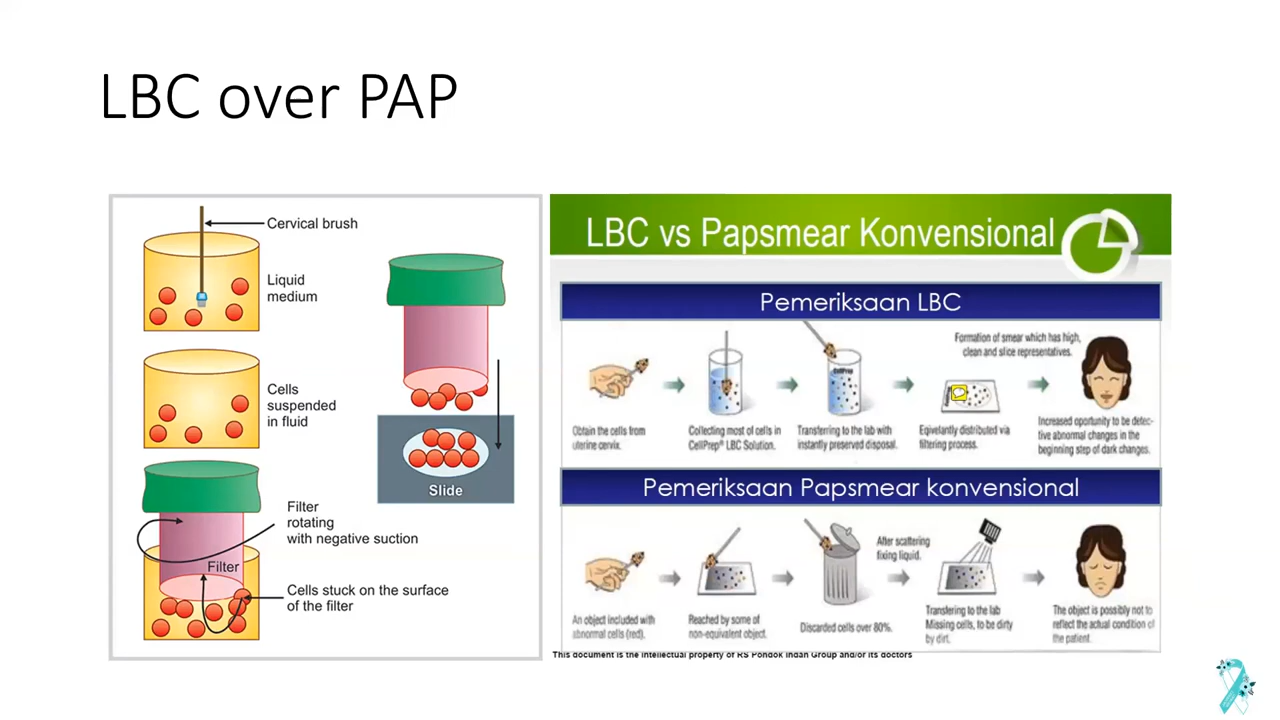 LBC over PAP
Cervical brush
Liquid
medium
Cells
suspended
in fluid
Filter
rotating
with negative suction
Filter
Cells stuck on the surface
of the filter
Slide
LBC vs Papsmear Konvensional
Pemeriksaan LBC
Obtain the cells from
uterine cervix.
Collecting most of cells in
CellPrep® LBC Solution.
CellPrep
Transferring to the lab with
instantly preserved disposal.
Formation of smear which has high,
clean and slice representatives.
Eqivelantly distributed via
filtering process.
Increased oportunity to be detec-
tive abnormal changes in the
beginning step of dark changes.
Pemeriksaan Papsmear konvensional
An object included with
abnormal cells (red).
Reached by some of
non-equivalent object.
Discarded cells over 80%.
After scattering
fixing liquid.
Transfering to the lab
Missing cells, to be dirty
by dirt.
The object is possibly not to
reflect the actual condition of
the patient.
This document is the intellectual property of RS Pondok Indah Group and/or its doctors